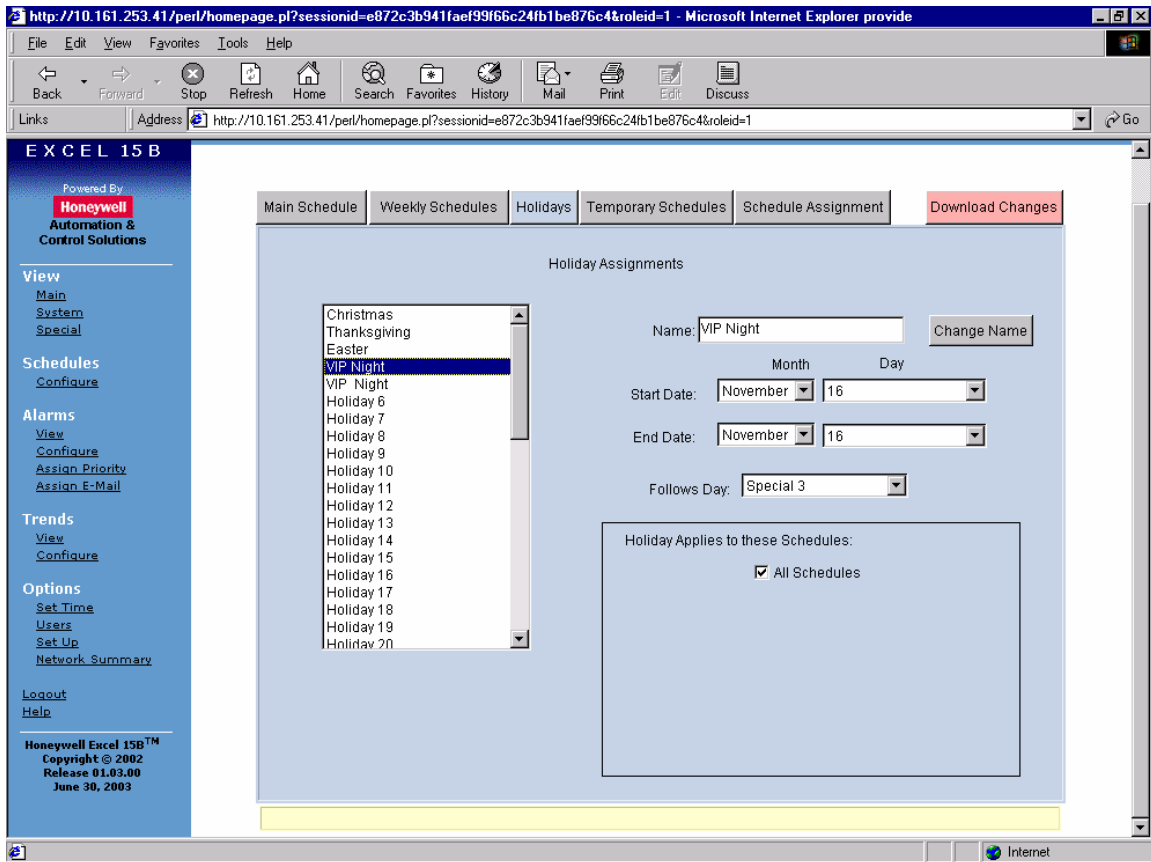 http://10.161.253.41/perl/homepage.pl?sessionid=e872c3b941faef99f66c24fb1be876c4&roleid=1 - Microsoft Internet Explorer provide
File Edit View Favorites Tools Help
Back Forward Stop Refresh Home Search Favorites History Mail Print Edit Discuss
Links Address http://10.161.253.41/perl/homepage.pl?sessionid=e872c3b941faef99f66c24fb1be876c4&roleid=1 Go
EXCEL 15 B
Powered By
Honeywell
Automation &
Control Solutions
View
Main
System
Special
Schedules
Configure
Alarms
View
Configure
Assign Priority
Assign E-Mail
Trends
View
Configure
Options
Set Time
Users
Set Up
Network Summary
Logout
Help
Honeywell Excel 15B™
Copyright © 2002
Release 01.03.00
June 30, 2003
Main Schedule Weekly Schedules Holidays Temporary Schedules Schedule Assignment Download Changes
Holiday Assignments
Christmas
Thanksgiving
Easter
VIP Night
VIP  Night
Holiday 6
Holiday 7
Holiday 8
Holiday 9
Holiday 10
Holiday 11
Holiday 12
Holiday 13
Holiday 14
Holiday 15
Holiday 16
Holiday 17
Holiday 18
Holiday 19
Holiday 20
Name: VIP Night Change Name
Month Day
Start Date: November 16
End Date: November 16
Follows Day: Special 3
Holiday Applies to these Schedules:
All Schedules
Internet